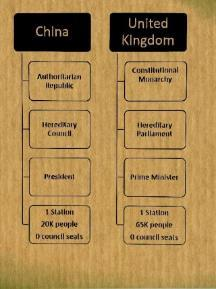 China
Authoritarian
Republic
Hereditary
Council
President
1 Station
20K people
0 council seats
United
Kingdom
Constitutional
Monarchy
Hereditary
Parliament
Prime Minister
1 Station
65K people
0 council seats